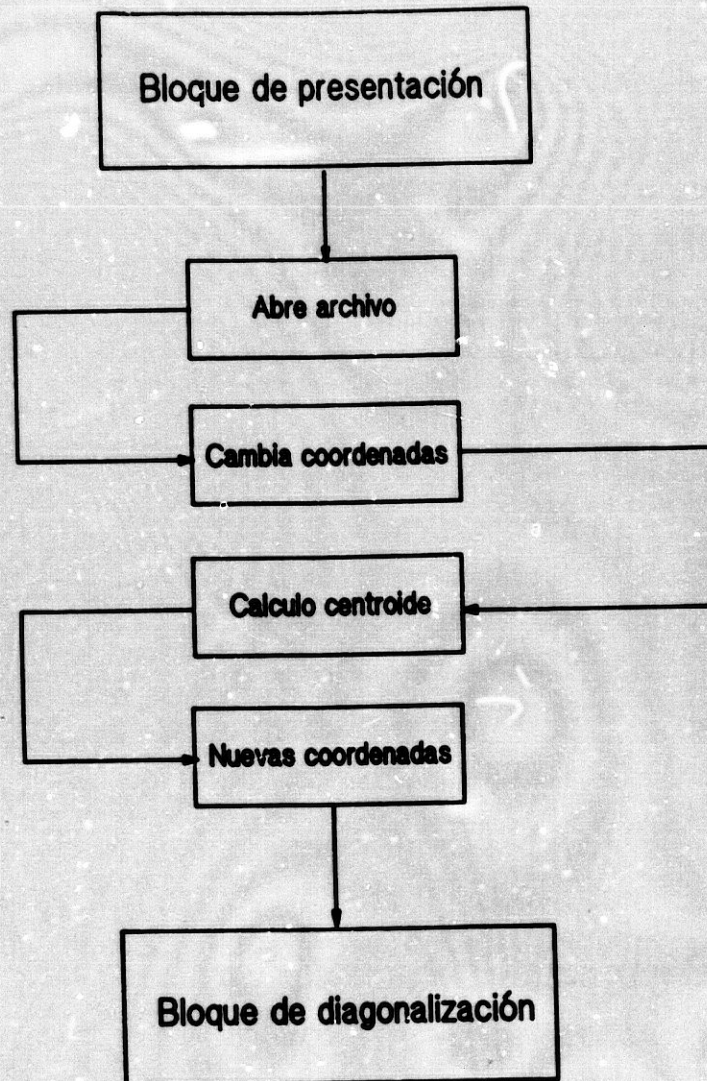 Bloque de presentación
Abre archivo
Cambia coordenadas
Calculo centroide
Nuevas coordenadas
Bloque de diagonalización